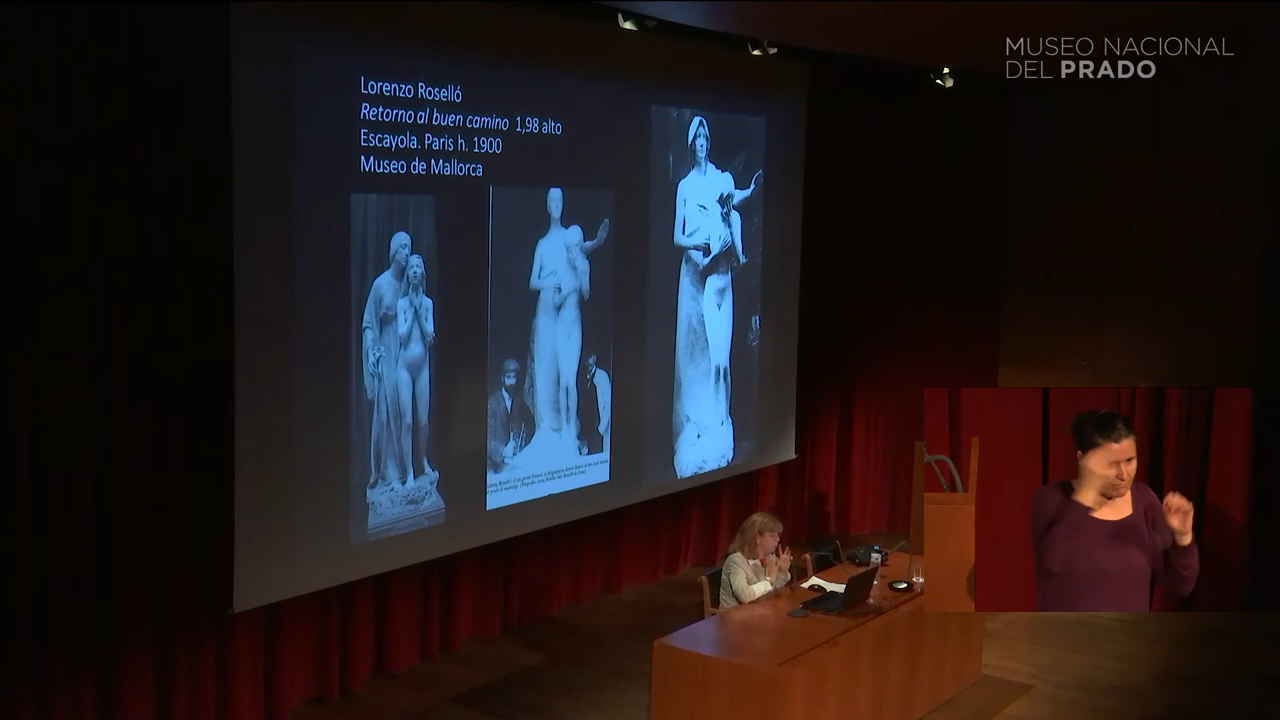 MUSEO NACIONAL
DEL PRADO
Lorenzo Roselló
Retorno al buen camino 1,98 alto
Escayola. Paris h. 1900
Museo de Mallorca